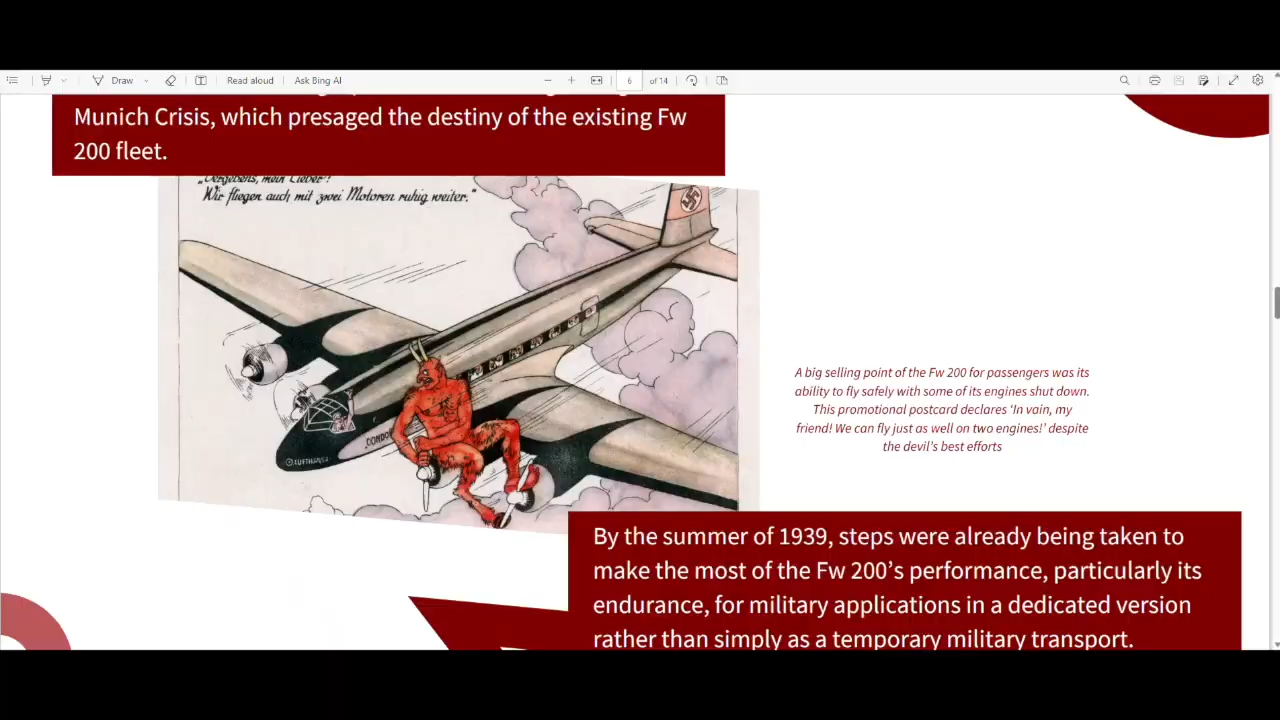 Draw
Read aloud
Ask Bing AI
6
of 14
Munich Crisis, which presaged the destiny of the existing Fw
200 fleet.
„Vergebens, mein Lieber!
Wir fliegen auch mit zwei Motoren ruhig weiter."
CONDO
LUFTHANSA
A big selling point of the Fw 200 for passengers was its
ability to fly safely with some of its engines shut down.
This promotional postcard declares ‘In vain, my
friend! We can fly just as well on two engines!’ despite
the devil’s best efforts
By the summer of 1939, steps were already being taken to
make the most of the Fw 200’s performance, particularly its
endurance, for military applications in a dedicated version
rather than simply as a temporary military transport.